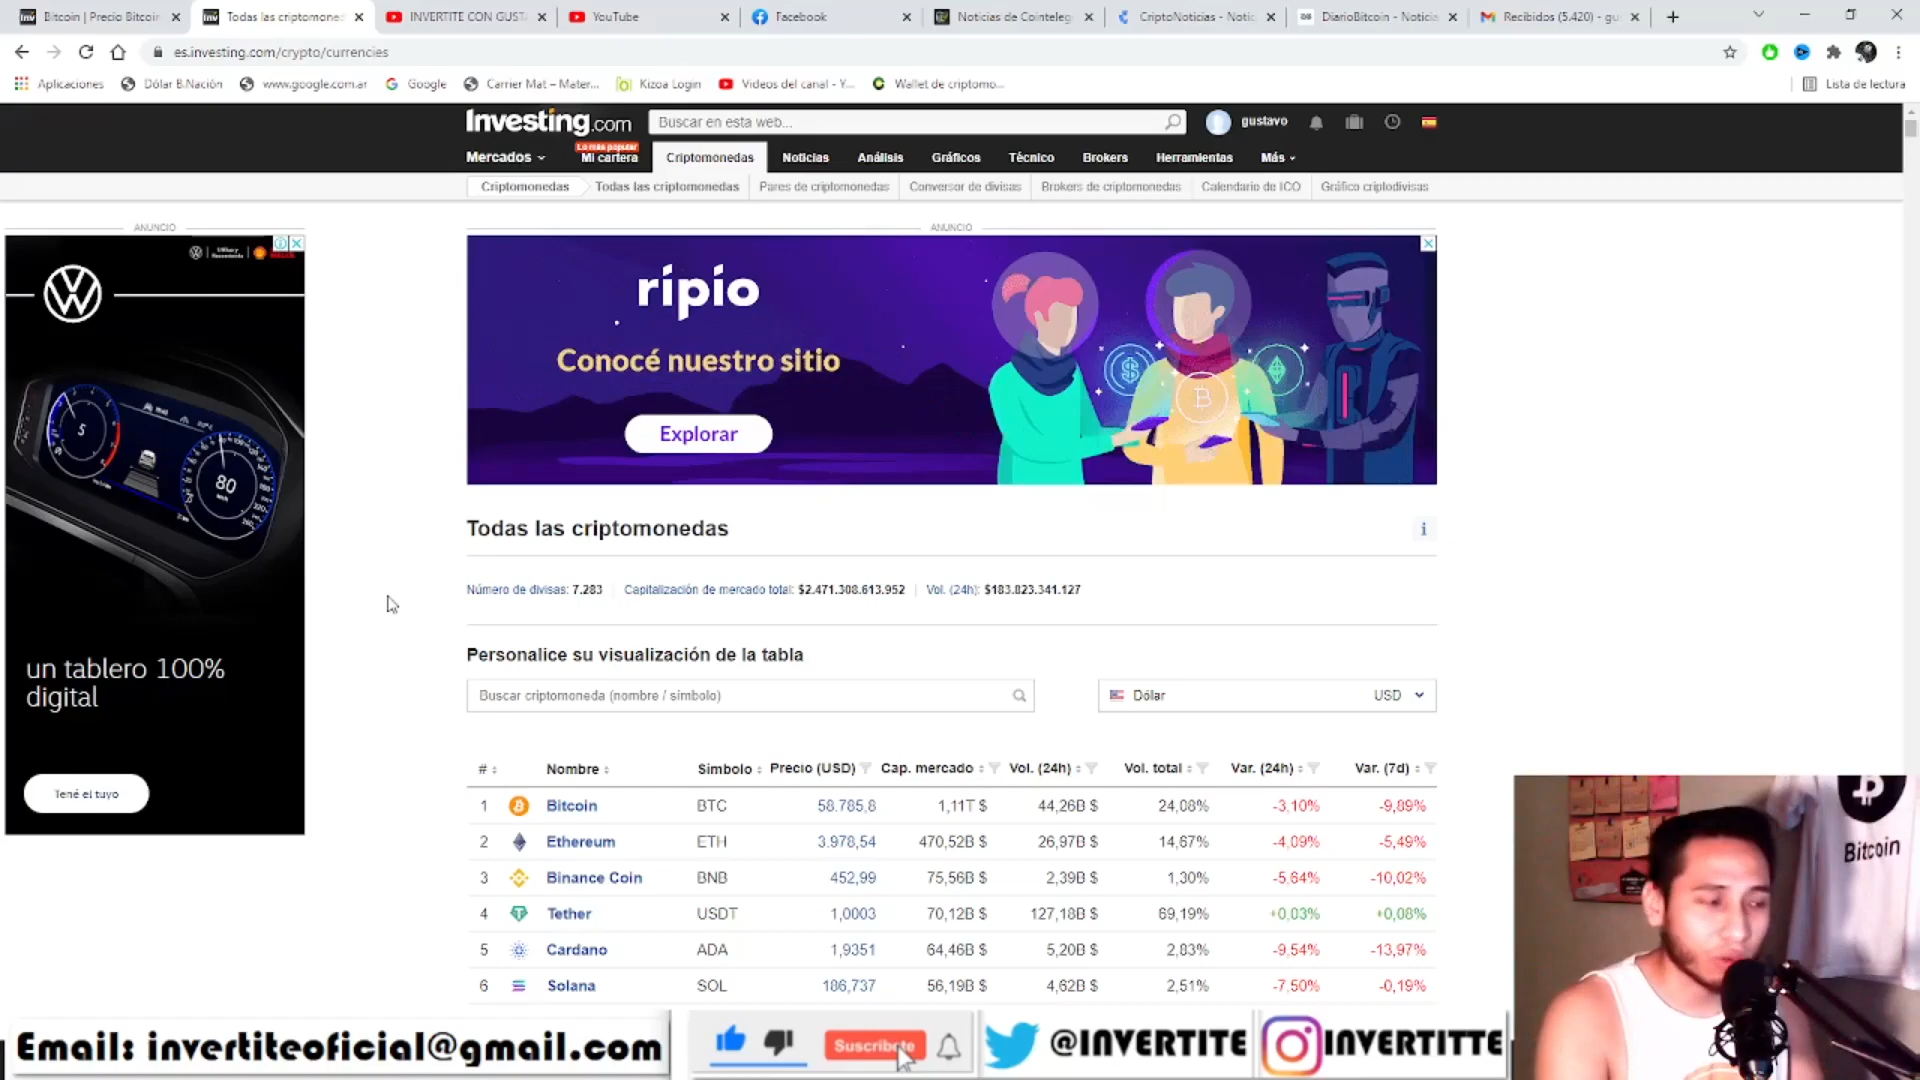 Bitcoin | Precio Bitcoin
Todas las criptomoned
INVERTITE CON GUST
YouTube
Facebook
Noticias de Cointeleg
CriptoNoticias - Notic
DiarioBitcoin - Noticia
Recibidos (5.420) - gu
es.investing.com/crypto/currencies
Aplicaciones
Dólar B.Nación
www.google.com.ar
Google
Carrier Mat – Mater...
Kizoa Login
Videos del canal - Y...
Wallet de criptomo...
Lista de lectura
Investing.com
Buscar en esta web...
gustavo
Lo más popular
Mercados
Mi cartera
Criptomonedas
Noticias
Análisis
Gráficos
Técnico
Brokers
Herramientas
Más
Criptomonedas
Todas las criptomonedas
Pares de criptomonedas
Conversor de divisas
Brokers de criptomonedas
Calendario de ICO
Gráfico criptodivisas
ANUNCIO
ANUNCIO
ripio
Conocé nuestro sitio
Explorar
5
80
un tablero 100%
digital
Tené el tuyo
Todas las criptomonedas
Número de divisas: 7.283
Capitalización de mercado total: $2.471.308.613.952
Vol. (24h): $183.823.341.127
Personalice su visualización de la tabla
Buscar criptomoneda (nombre / símbolo)
Dólar USD
# Nombre Símbolo Precio (USD) Cap. mercado Vol. (24h) Vol. total Var. (24h) Var. (7d)
1 Bitcoin BTC 58.785,8 1,11T $ 44,26B $ 24,08% -3,10% -9,89%
2 Ethereum ETH 3.978,54 470,52B $ 26,97B $ 14,67% -4,09% -5,49%
3 Binance Coin BNB 452,99 75,56B $ 2,39B $ 1,30% -5,64% -10,02%
4 Tether USDT 1,0003 70,12B $ 127,18B $ 69,19% +0,03% +0,08%
5 Cardano ADA 1,9351 64,46B $ 5,20B $ 2,83% -9,54% -13,97%
6 Solana SOL 186,737 56,19B $ 4,62B $ 2,51% -7,50% -0,19%
Bitcoin
Email: invertiteoficial@gmail.com
Suscribete
@INVERTITE
INVERTITTE